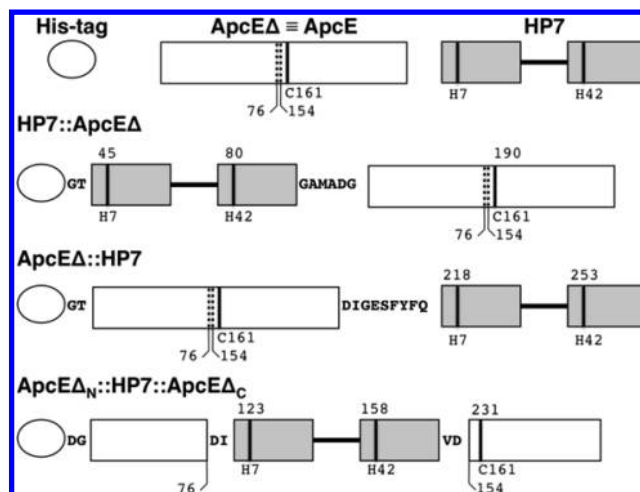 His-tag ApcEΔ ≡ ApcE HP7
C161 H7 H42
76 154
HP7::ApcEΔ
45 80 190
GT GAMADG
H7 H42 C161
76 154
ApcEΔ::HP7
218 253
GT DIGESFYFQ
C161 H7 H42
76 154
ApcEΔN::HP7::ApcEΔC
123 158 231
DG DI VD
H7 H42 C161
76 154